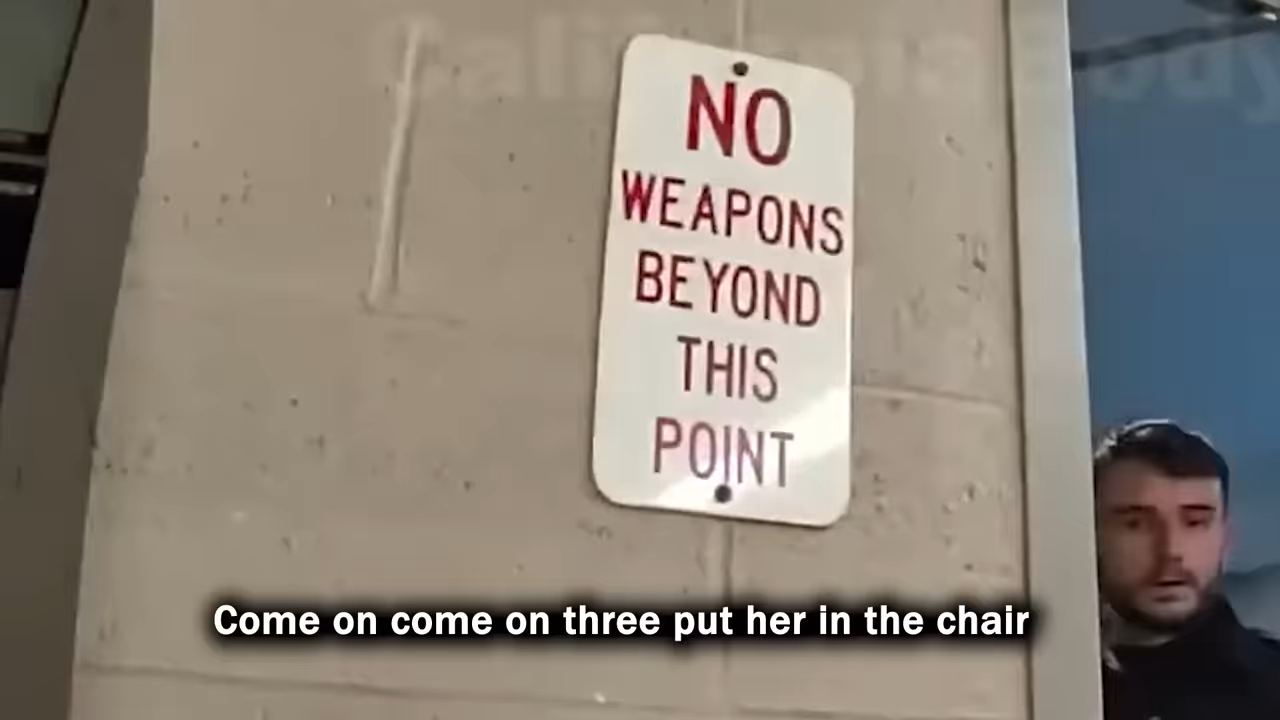 NO
WEAPONS
BEYOND
THIS
POINT
Come on come on three put her in the chair